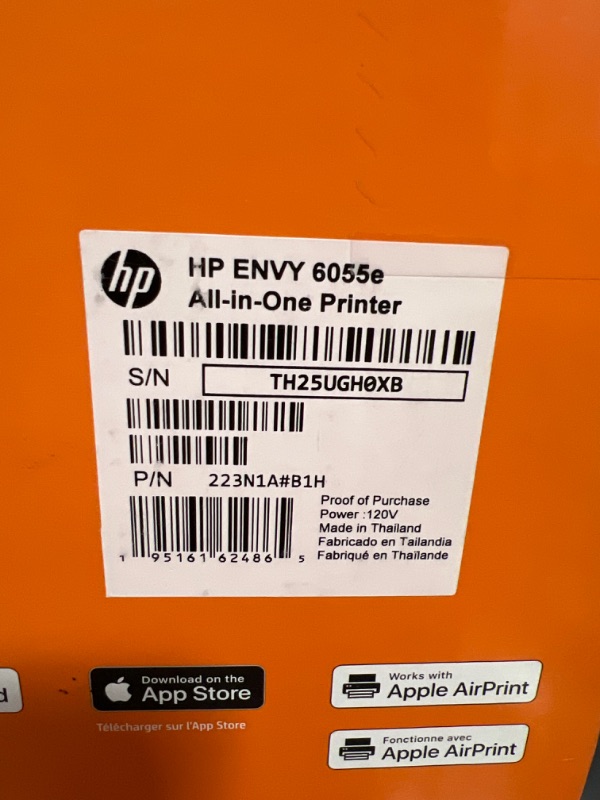 hp
HP ENVY 6055e
All-in-One Printer
S/N TH25UGH0XB
P/N 223N1A#B1H
1 95161 62486 5
Proof of Purchase
Power :120V
Made in Thailand
Fabricado en Tailandia
Fabriqué en Thaïlande
d
Download on the
App Store
Télécharger sur l'App Store
Works with
Apple AirPrint
Fonctionne avec
Apple AirPrint